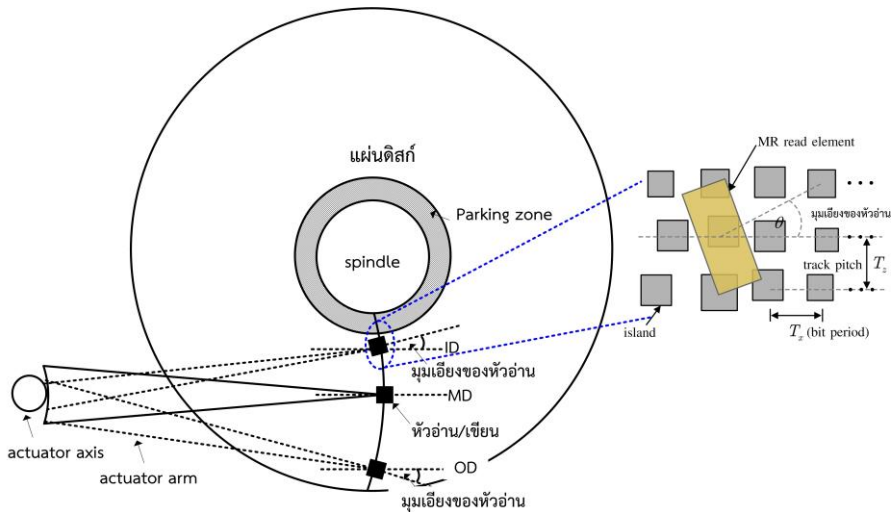 แผ่นดิสก์
Parking zone
spindle
ID
มุมเอียงของหัวอ่าน
MD
หัวอ่าน/เขียน
OD
มุมเอียงของหัวอ่าน
actuator axis
actuator arm
MR read element
มุมเอียงของหัวอ่าน
θ
track pitch
T_z
island
T_x (bit period)